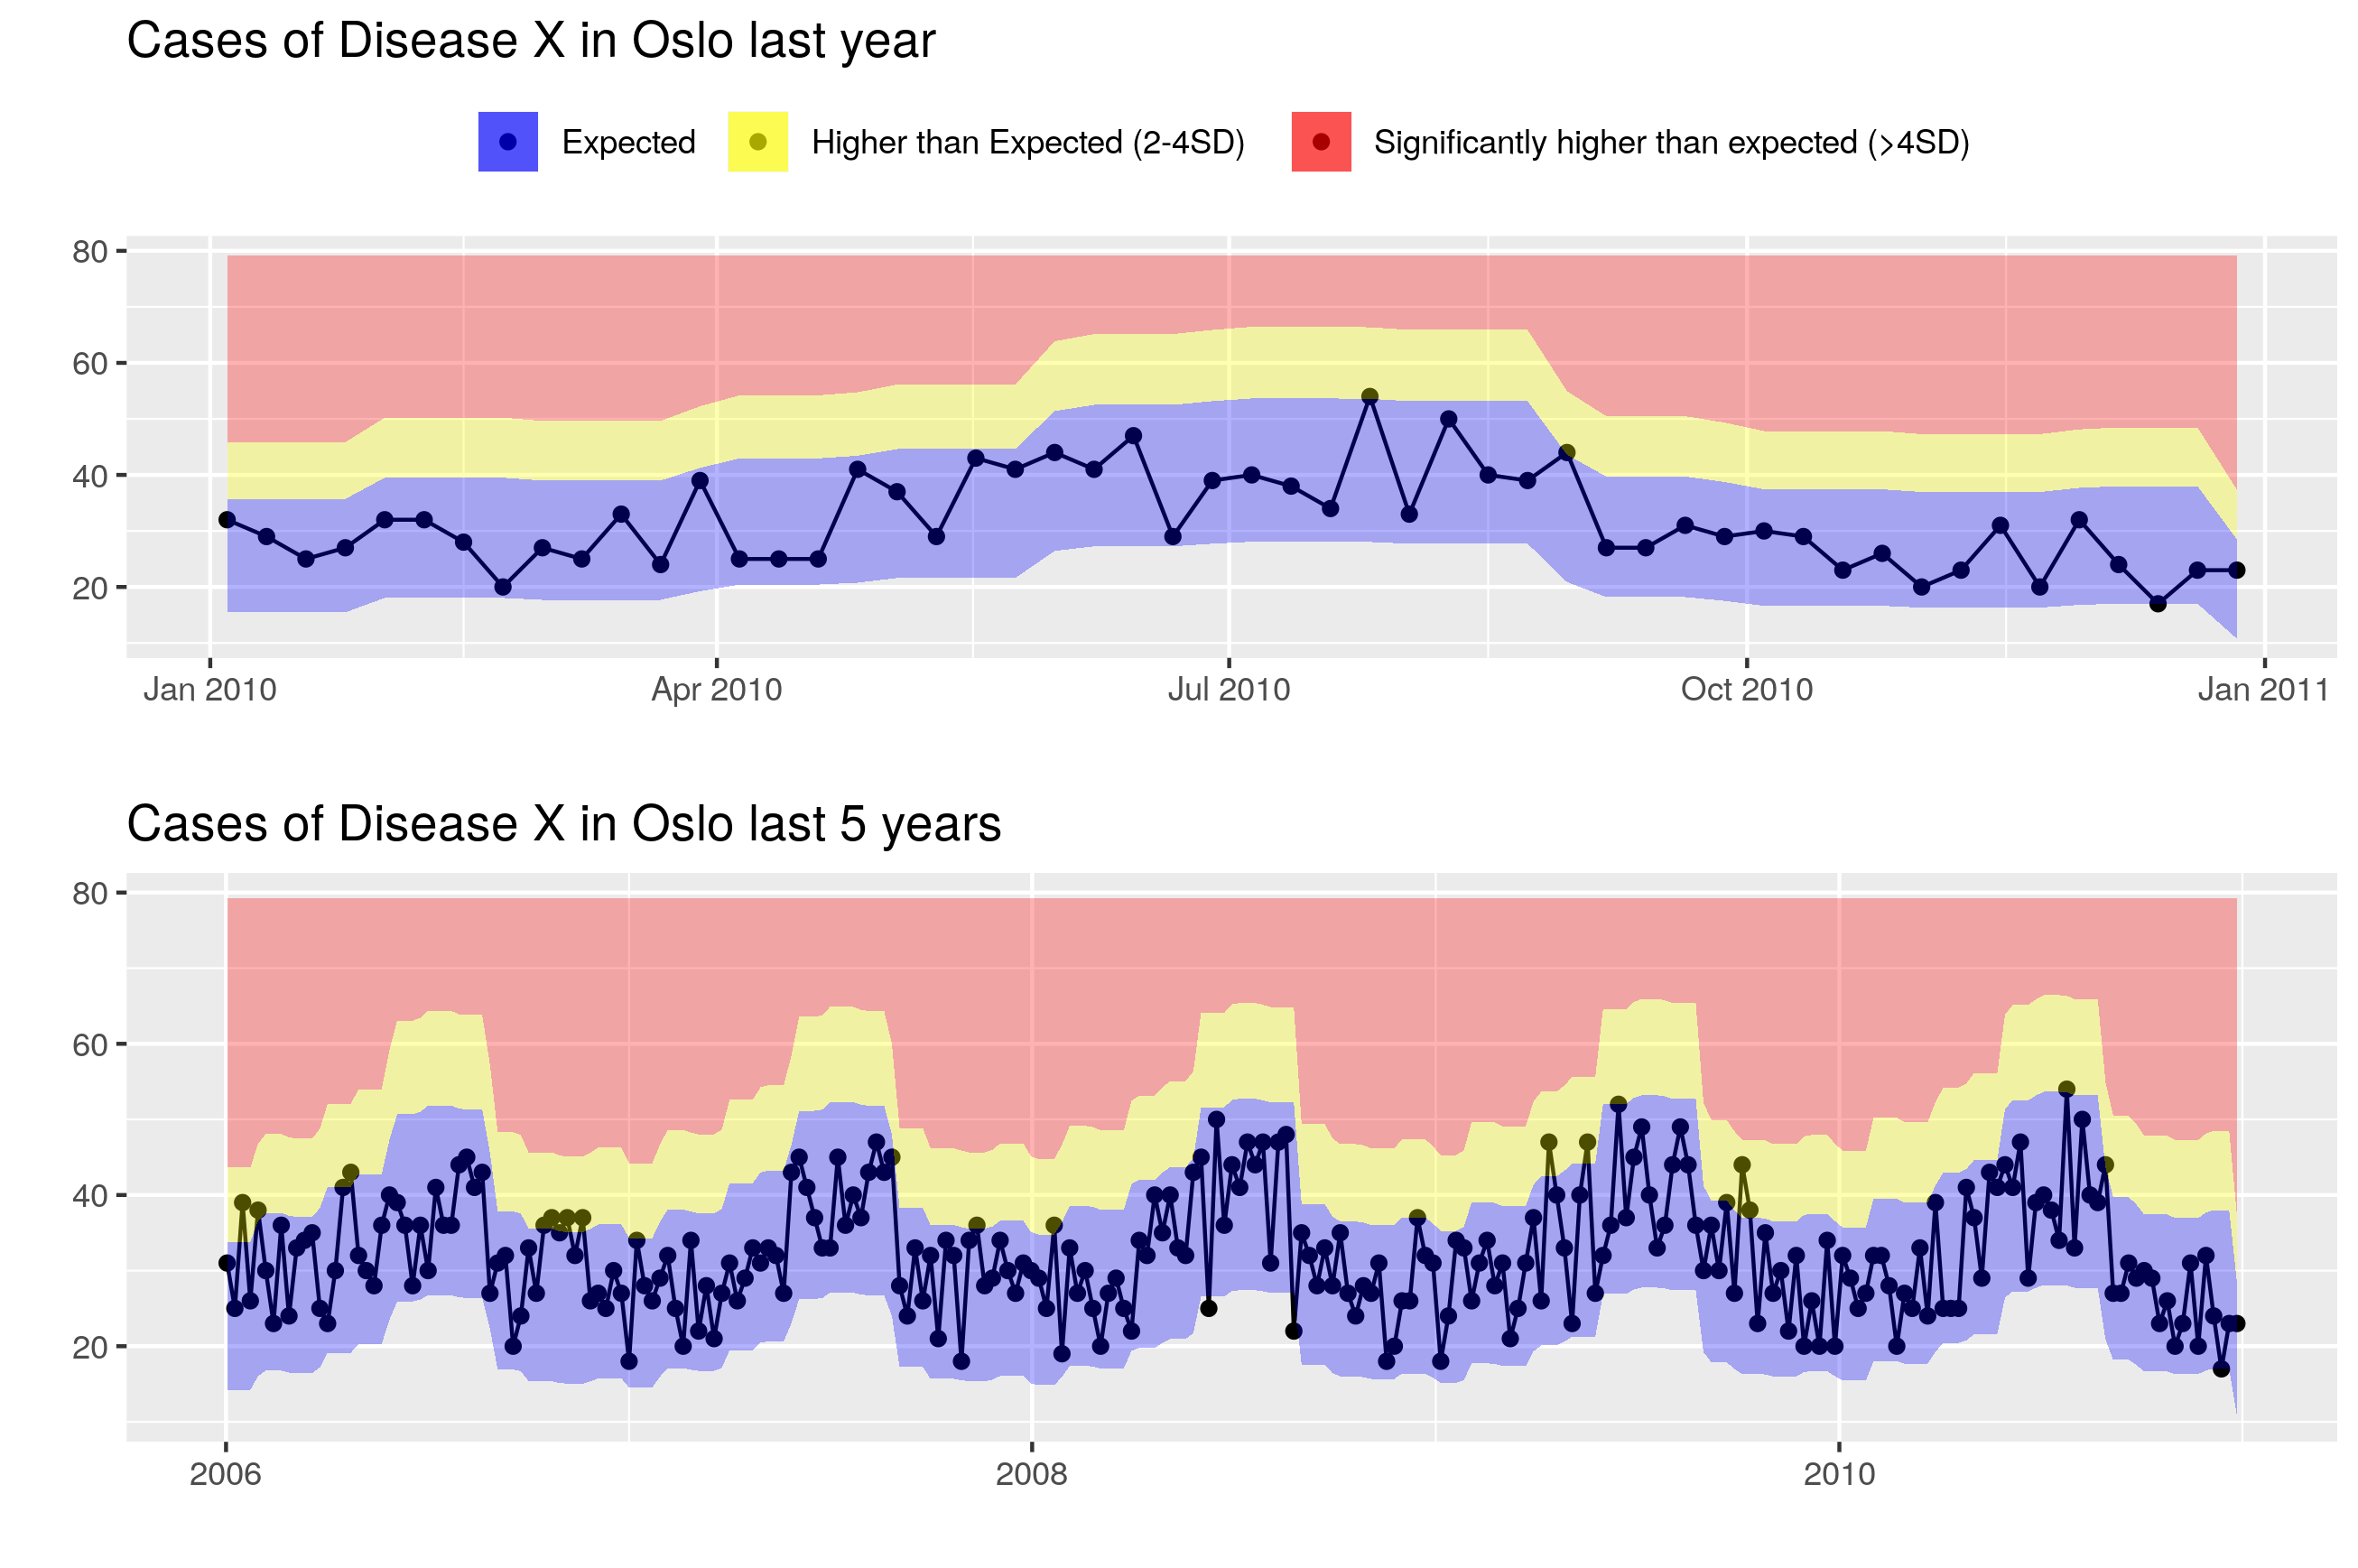 Cases of Disease X in Oslo last year
Expected Higher than Expected (2-4SD) Significantly higher than expected (>4SD)
80
60
40
20
Jan 2010 Apr 2010 Jul 2010 Oct 2010 Jan 2011
Cases of Disease X in Oslo last 5 years
80
60
40
20
2006 2008 2010